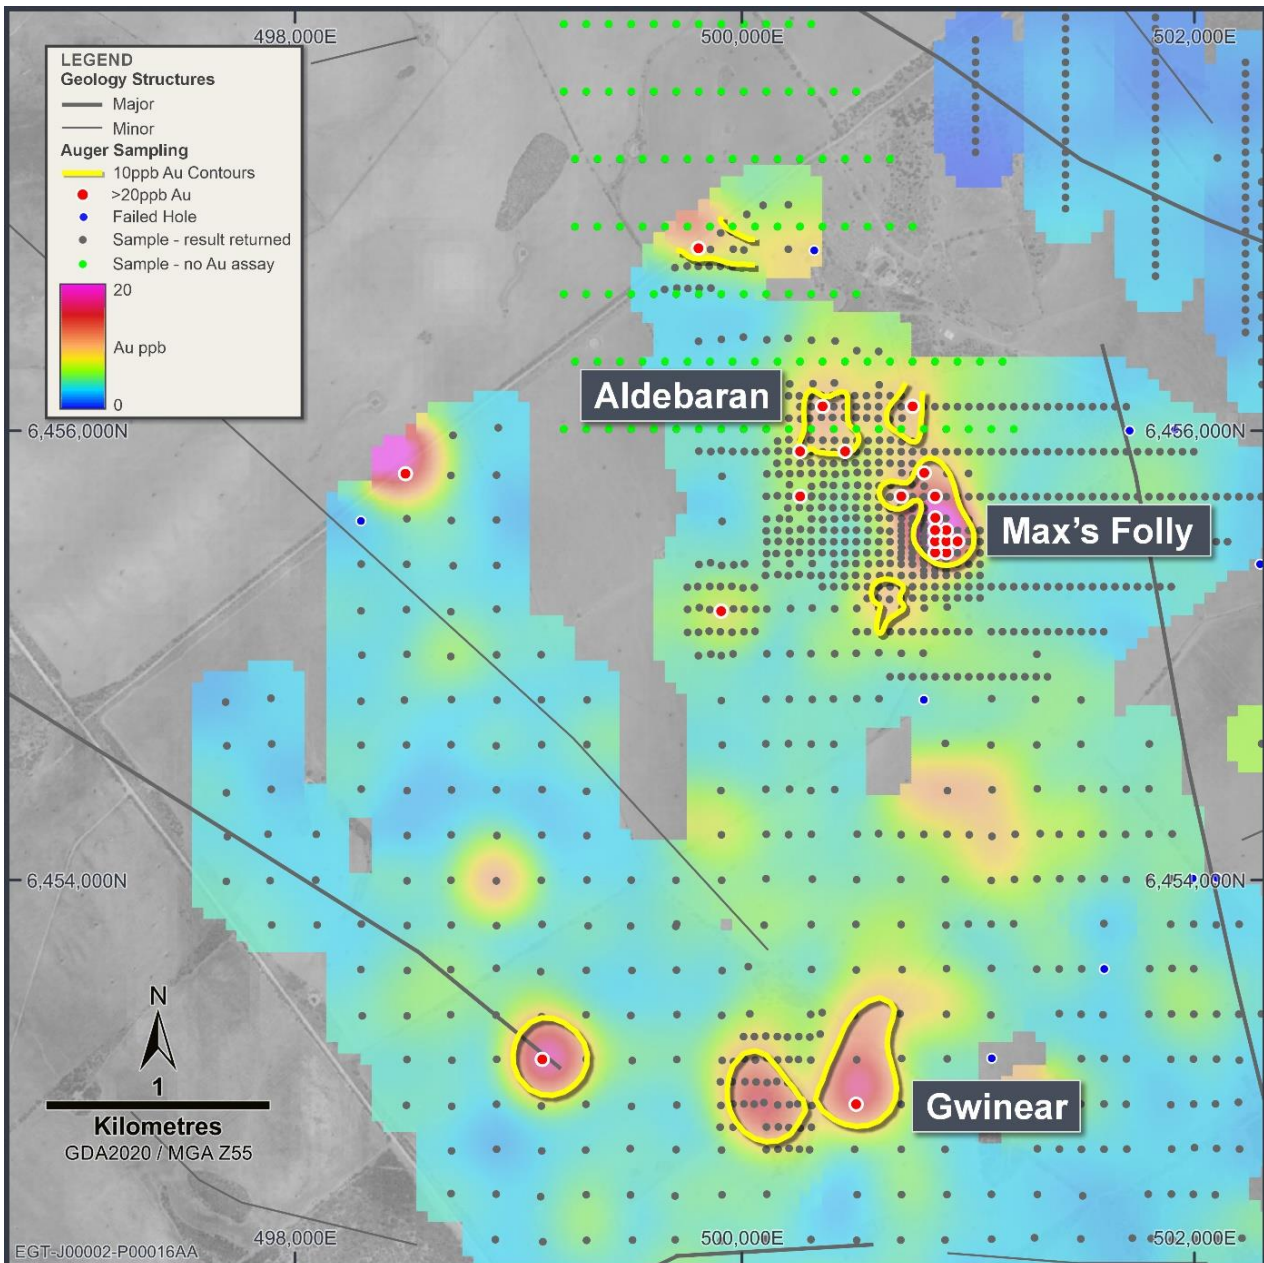 498,000E
500,000E
502,000E
LEGEND
Geology Structures
Major
Minor
Auger Sampling
10ppb Au Contours
>20ppb Au
Failed Hole
Sample - result returned
Sample - no Au assay
20
Au ppb
0
Aldebaran
6,456,000N
6,456,000N
Max's Folly
6,454,000N
6,454,000N
N
1
Kilometres
GDA2020 / MGA Z55
Gwinear
498,000E
500,000E
502,000E
EGT-J00002-P00016AA